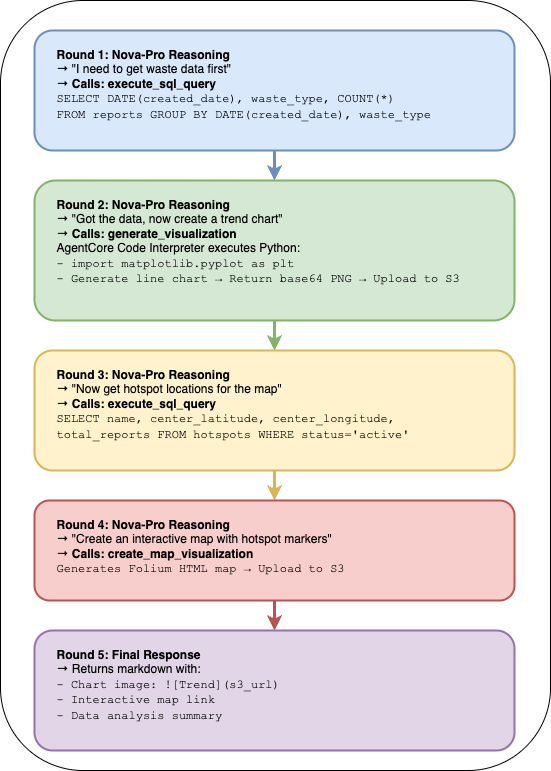 Round 1: Nova-Pro Reasoning
→ "I need to get waste data first"
→ Calls: execute_sql_query
SELECT DATE(created_date), waste_type, COUNT(*)
FROM reports GROUP BY DATE(created_date), waste_type
Round 2: Nova-Pro Reasoning
→ "Got the data, now create a trend chart"
→ Calls: generate_visualization
AgentCore Code Interpreter executes Python:
- import matplotlib.pyplot as plt
- Generate line chart → Return base64 PNG → Upload to S3
Round 3: Nova-Pro Reasoning
→ "Now get hotspot locations for the map"
→ Calls: execute_sql_query
SELECT name, center_latitude, center_longitude,
total_reports FROM hotspots WHERE status='active'
Round 4: Nova-Pro Reasoning
→ "Create an interactive map with hotspot markers"
→ Calls: create_map_visualization
Generates Folium HTML map → Upload to S3
Round 5: Final Response
→ Returns markdown with:
- Chart image: ![Trend](s3_url)
- Interactive map link
- Data analysis summary